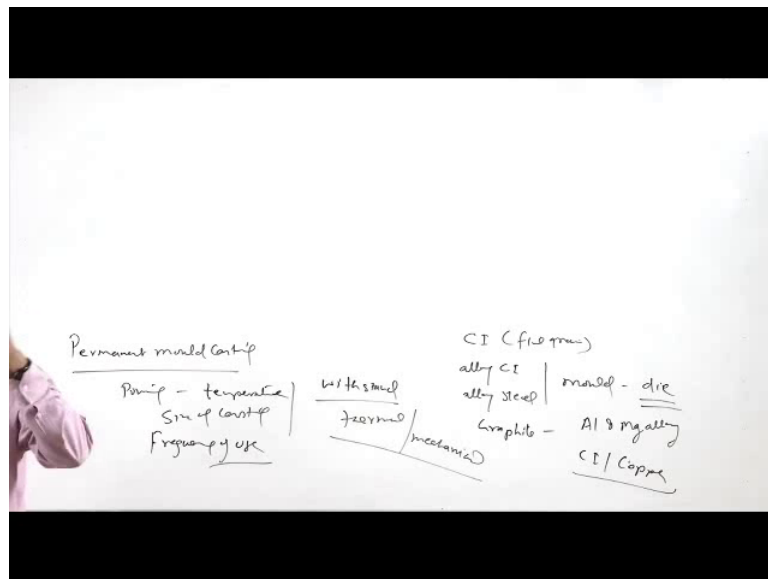 Permanent mould casting
Pouring - temperature
Size of casting
Frequency of use
withstand
thermal / mechanical
CI (fine grain)
alloy CI
alloy steel
mould - die
Graphite - Al & mg alloy
CI / Copper